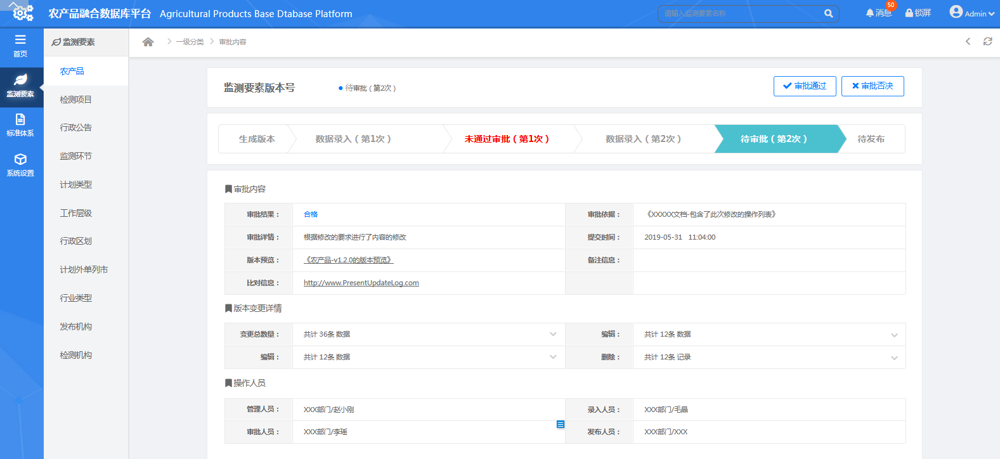 农产品融合数据库平台 Agricultural Products Base Dtabase Platform
请输入监测要素名称
消息 50
锁屏
Admin
首页
监测要素
标准体系
系统设置
监测要素
农产品
检测项目
行政公告
监测环节
计划类型
工作层级
行政区划
计划外单列市
行业类型
发布机构
检测机构
一级分类 审批内容
监测要素版本号
待审批（第2次）
审批通过
审批否决
生成版本
数据录入（第1次）
未通过审批（第1次）
数据录入（第2次）
待审批（第2次）
待发布
审批内容
审批结果： 合格 审批依据： 《XXXXX文档-包含了此次修改的操作列表》
审批详情： 根据修改的要求进行了内容的修改 提交时间： 2019-05-31 11:04:00
版本预览： 《农产品-v1.2.0的版本预览》 备注信息：
比对信息： http://www.PresentUpdateLog.com
版本变更详情
变更总数量： 共计 36条 数据 编辑： 共计 12条 数据
编辑： 共计 12条 数据 删除： 共计 12条 记录
操作人员
管理人员： XXX部门/赵小刚 录入人员： XXX部门/毛晶
审批人员： XXX部门/李瑶 发布人员： XXX部门/XXX